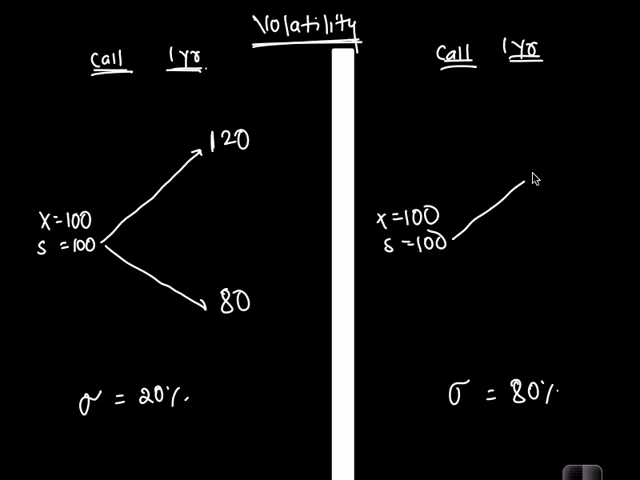 Volatility
Call 1yr.
120
X=100
S =100
80
σ = 20%.
Call 1yr
X=100
S =100
σ = 80%.